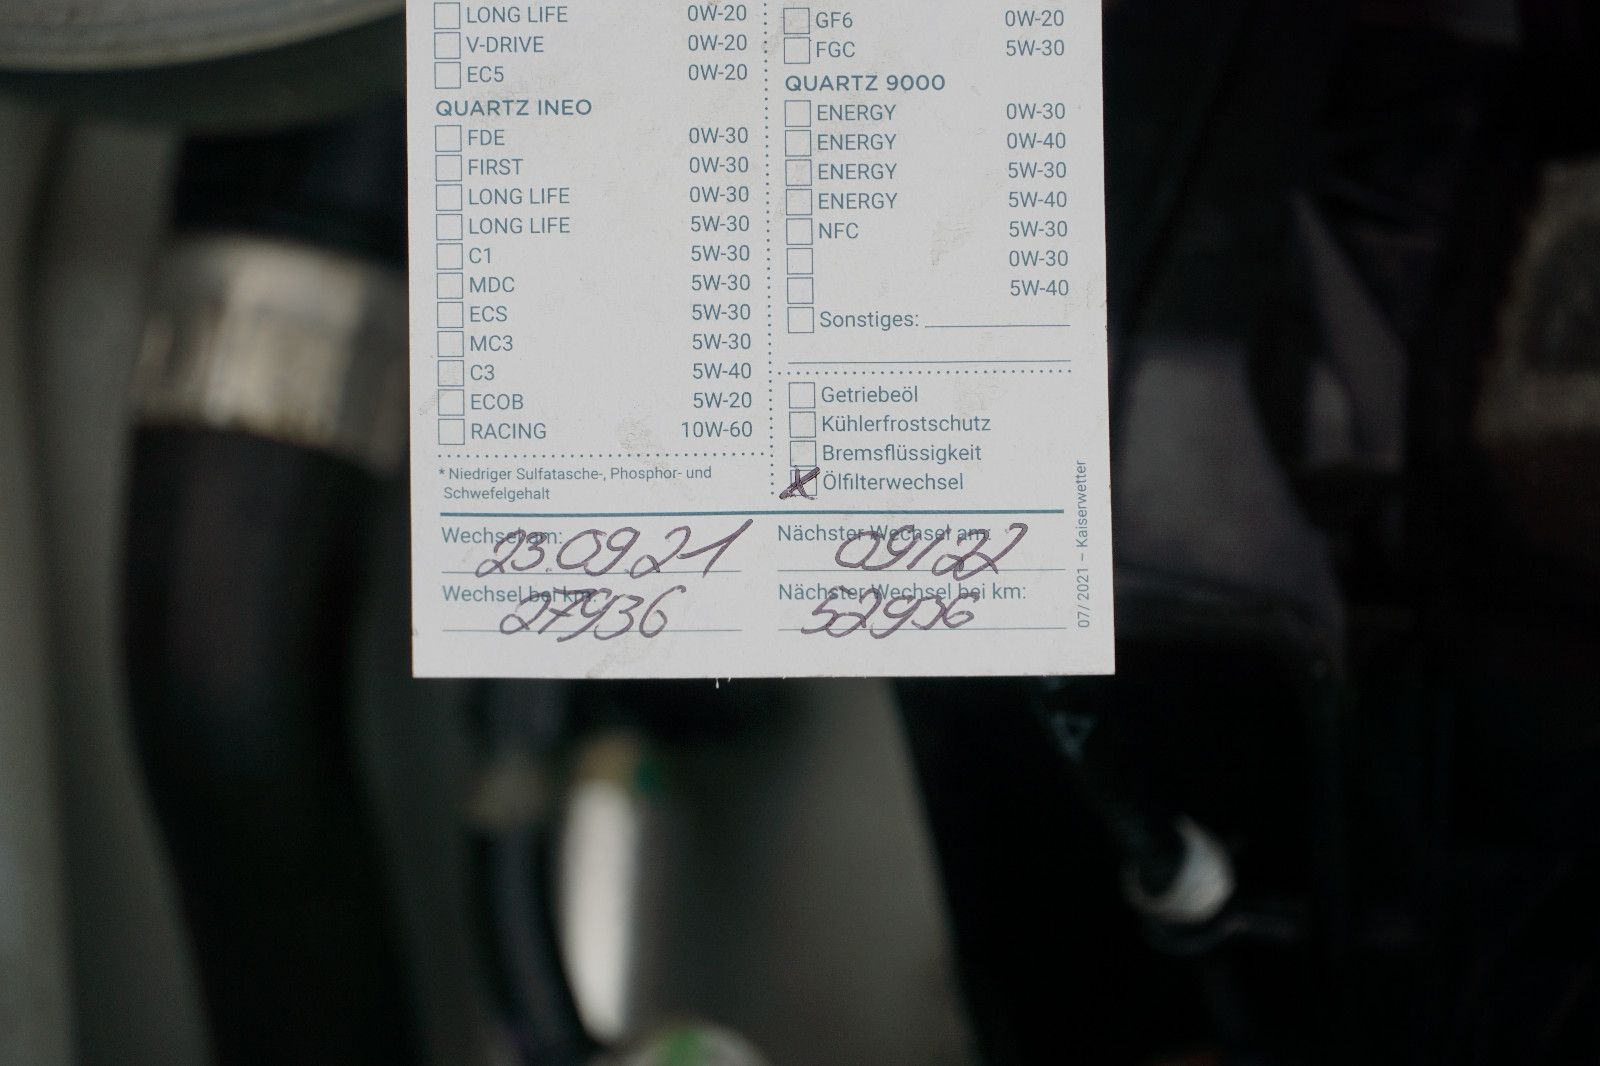 LONG LIFE 0W-20
V-DRIVE 0W-20
EC5 0W-20
QUARTZ INEO
FDE 0W-30
FIRST 0W-30
LONG LIFE 0W-30
LONG LIFE 5W-30
C1 5W-30
MDC 5W-30
ECS 5W-30
MC3 5W-30
C3 5W-40
ECOB 5W-20
RACING 10W-60
* Niedriger Sulfatasche-, Phosphor- und
Schwefelgehalt
GF6 0W-20
FGC 5W-30
QUARTZ 9000
ENERGY 0W-30
ENERGY 0W-40
ENERGY 5W-30
ENERGY 5W-40
NFC 5W-30
0W-30
5W-40
Sonstiges:
Getriebeöl
Kühlerfrostschutz
Bremsflüssigkeit
X Ölfilterwechsel
Wechsel am: 23.09.21
Nächster Wechsel am: 09/22
Wechsel bei km: 27936
Nächster Wechsel bei km: 52936
07/2021 – Kaiserwetter